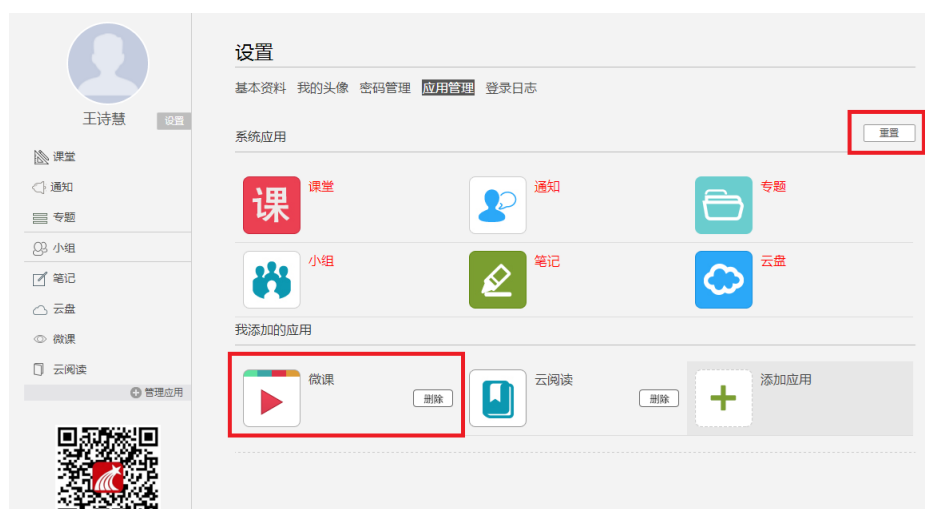 王诗慧 设置
课堂
通知
专题
小组
笔记
云盘
微课
云阅读
管理应用
设置
基本资料 我的头像 密码管理 应用管理 登录日志
系统应用 重置
课 课堂 通知 专题
小组 笔记 云盘
我添加的应用
微课 删除 云阅读 删除 添加应用